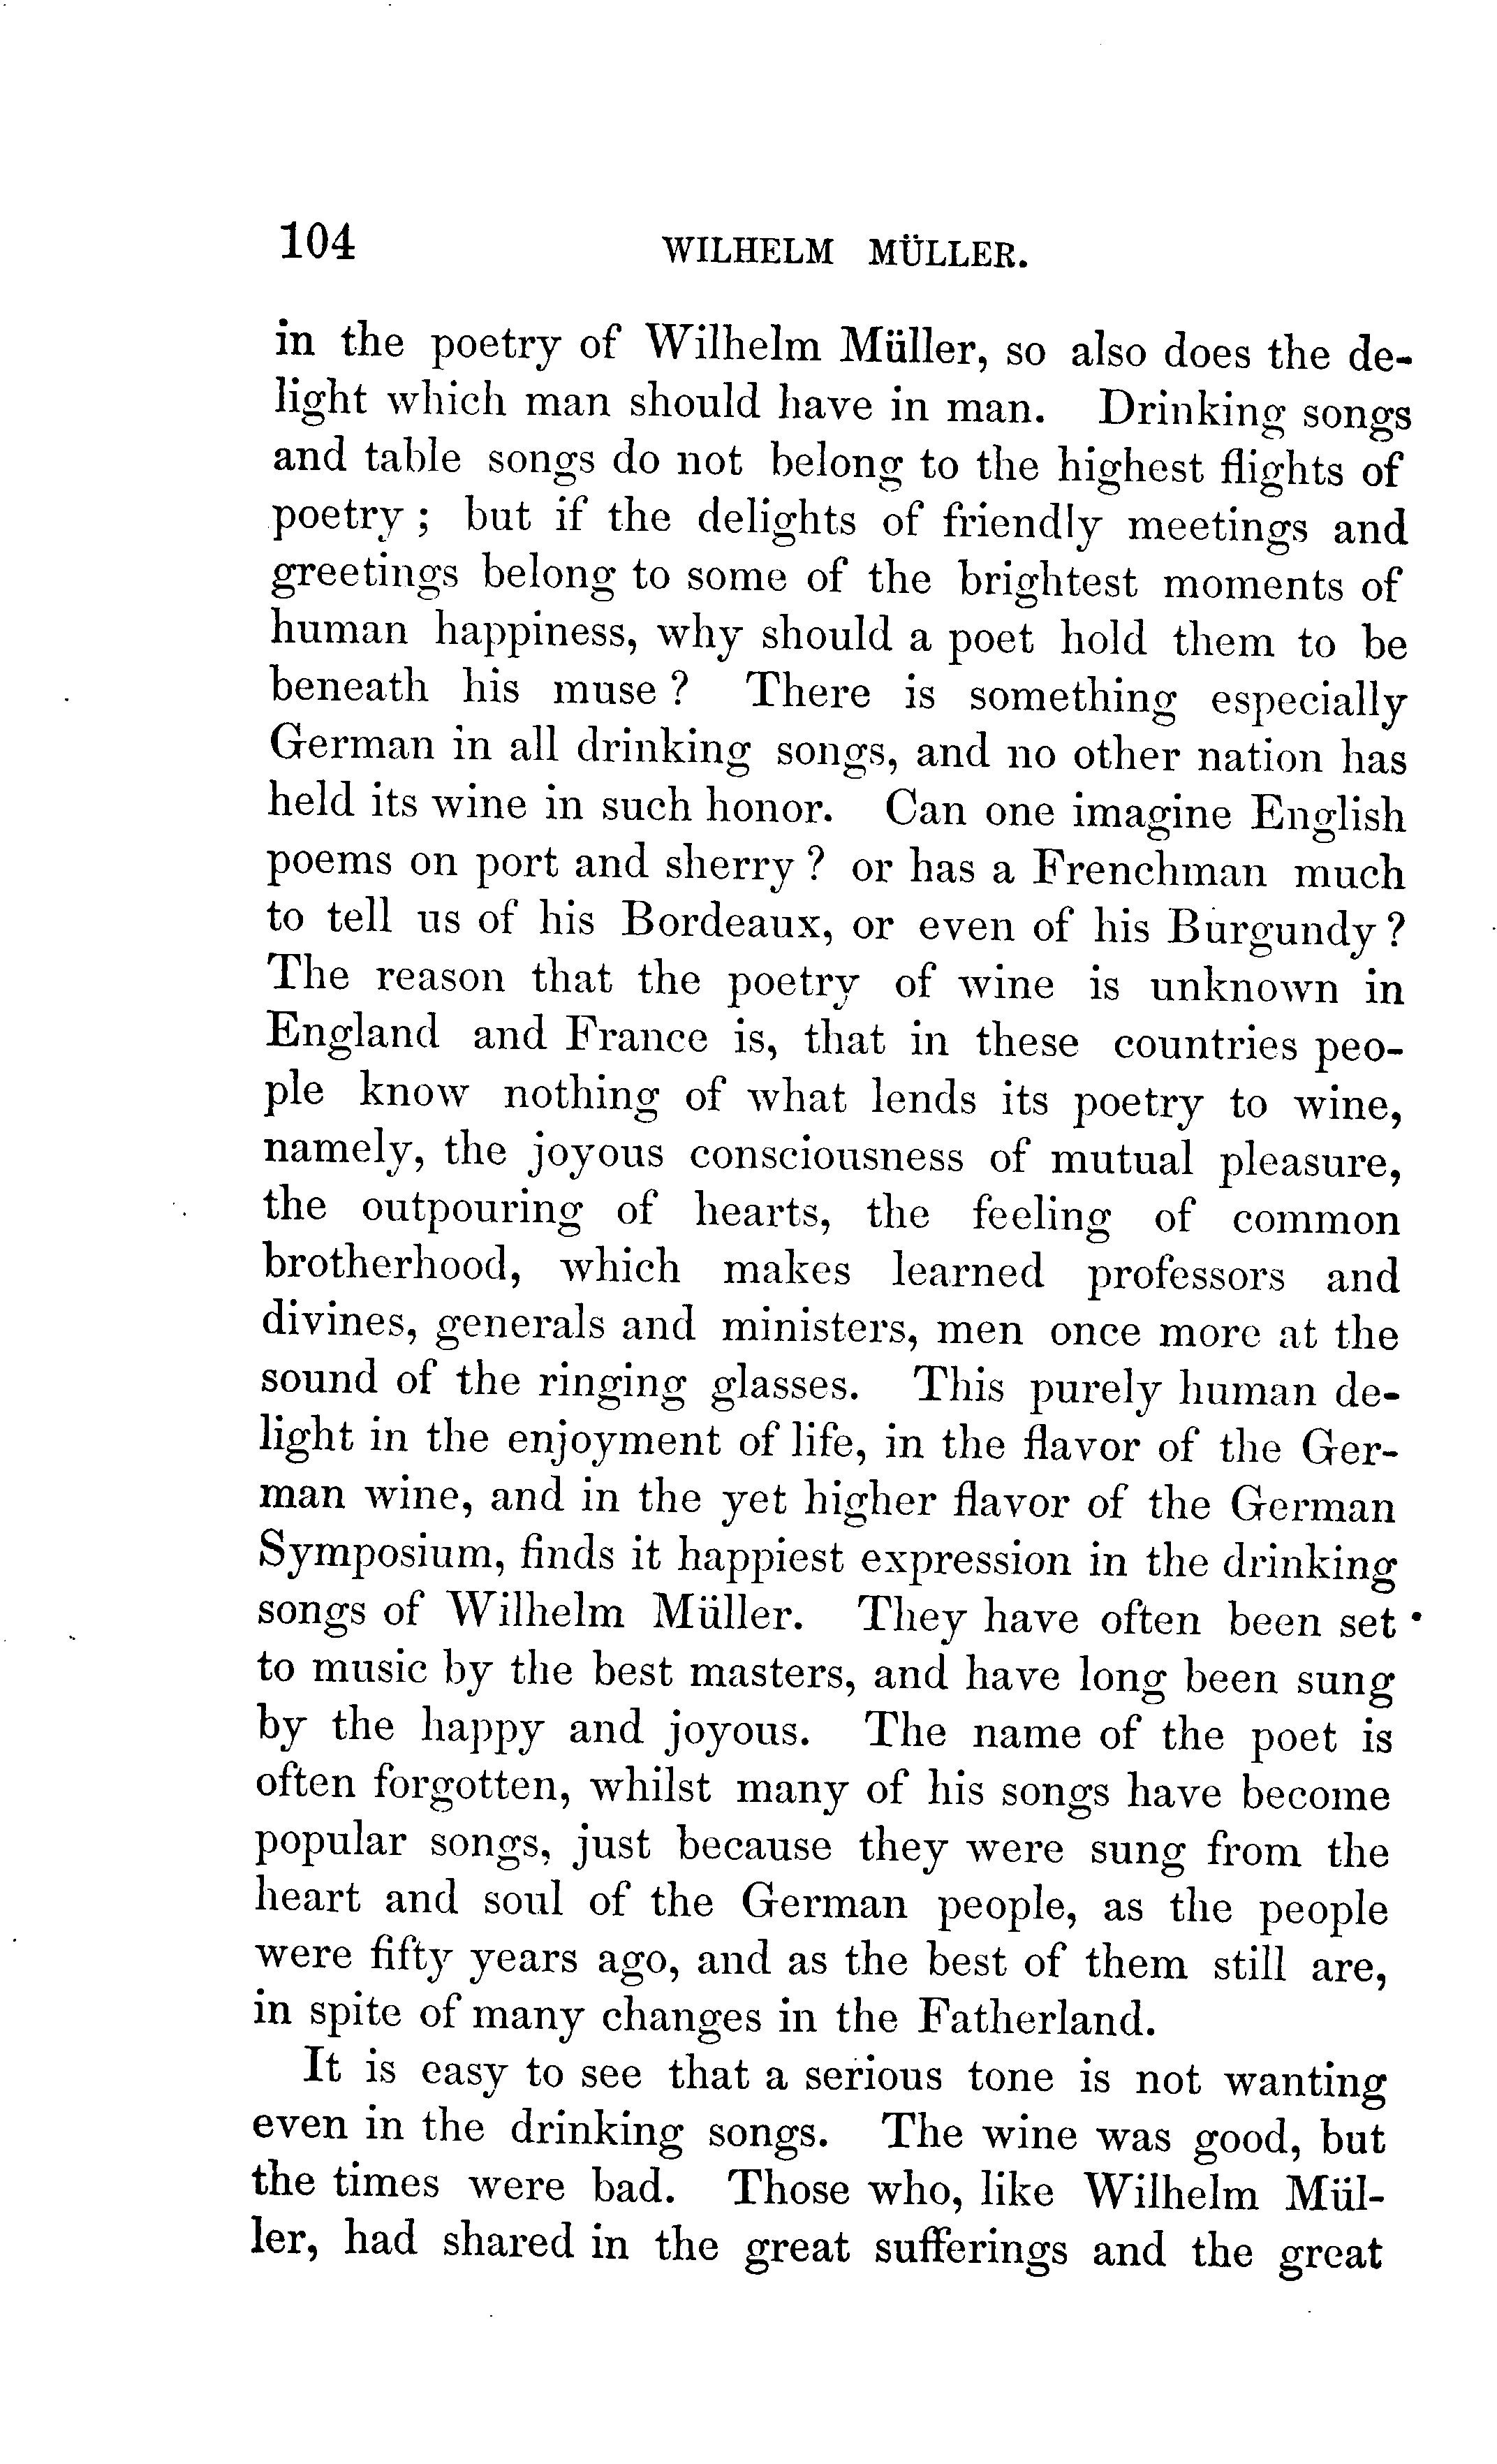 104 WILHELM MÜLLER.
in the poetry of Wilhelm Müller, so also does the de-
light which man should have in man. Drinking songs
and table songs do not belong to the highest flights of
poetry ; but if the delights of friendly meetings and
greetings belong to some of the brightest moments of
human happiness, why should a poet hold them to be
beneath his muse ? There is something especially
German in all drinking songs, and no other nation has
held its wine in such honor. Can one imagine English
poems on port and sherry ? or has a Frenchman much
to tell us of his Bordeaux, or even of his Burgundy ?
The reason that the poetry of wine is unknown in
England and France is, that in these countries peo-
ple know nothing of what lends its poetry to wine,
namely, the joyous consciousness of mutual pleasure,
the outpouring of hearts, the feeling of common
brotherhood, which makes learned professors and
divines, generals and ministers, men once more at the
sound of the ringing glasses. This purely human de-
light in the enjoyment of life, in the flavor of the Ger-
man wine, and in the yet higher flavor of the German
Symposium, finds it happiest expression in the drinking
songs of Wilhelm Müller. They have often been set
to music by the best masters, and have long been sung
by the happy and joyous. The name of the poet is
often forgotten, whilst many of his songs have become
popular songs, just because they were sung from the
heart and soul of the German people, as the people
were fifty years ago, and as the best of them still are,
in spite of many changes in the Fatherland.
It is easy to see that a serious tone is not wanting
even in the drinking songs. The wine was good, but
the times were bad. Those who, like Wilhelm Mül-
ler, had shared in the great sufferings and the great